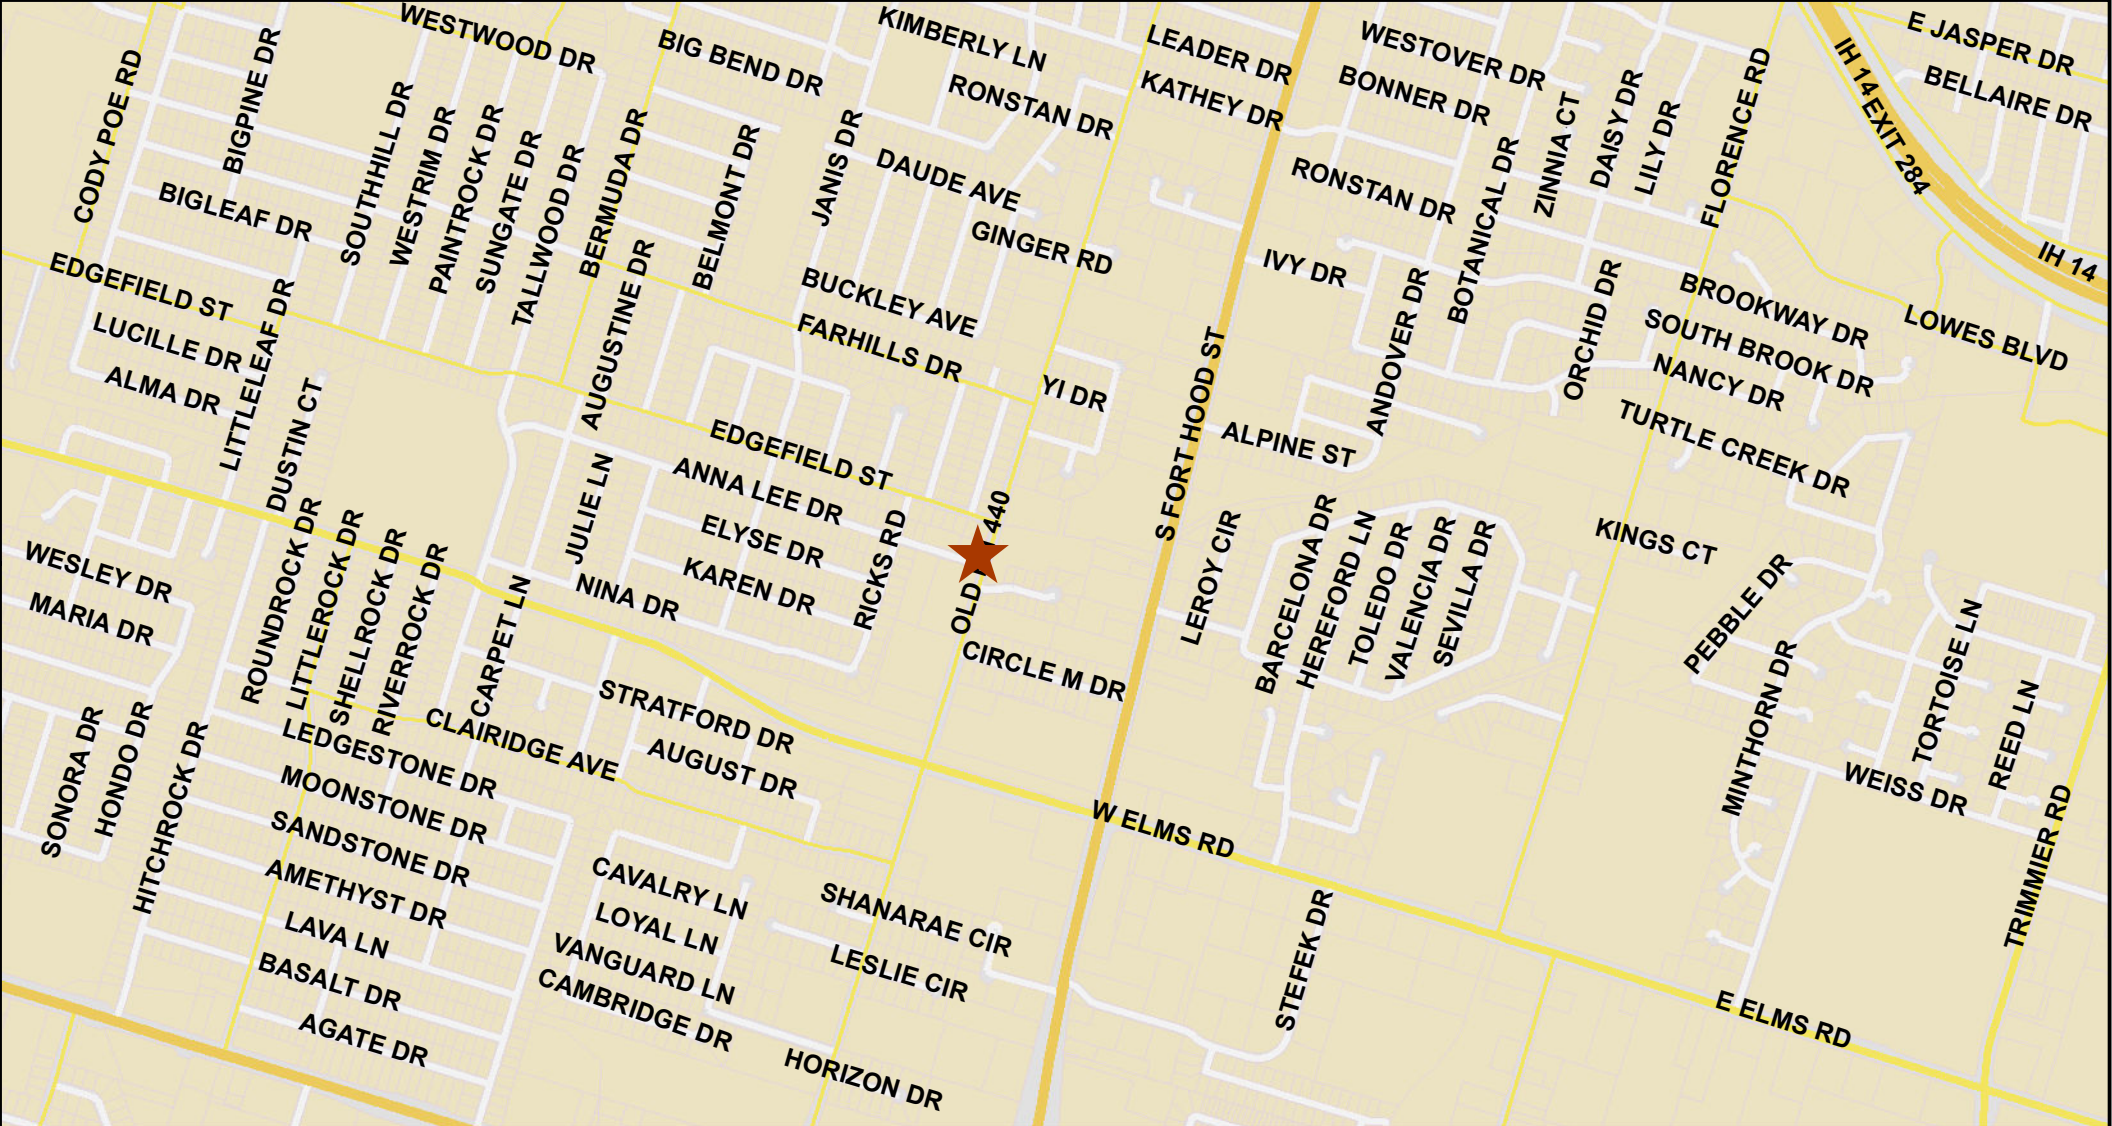 WESTWOOD DR
KIMBERLY LN
LEADER DR
WESTOVER DR
E JASPER DR
CODY POE RD
BIGPINE DR
BIG BEND DR
RONSTAN DR
KATHEY DR
BONNER DR
FLORENCE RD
IH 14
EXIT 284
BELLAIRE DR
SOUTHHILL DR
WESTRIM DR
PAINTROCK DR
SUNGATE DR
TALLWOOD DR
BERMUDA DR
BELMONT DR
JANIS DR
DAUDE AVE
RONSTAN DR
BOTANICAL DR
ZINNIA CT
DAISY DR
LILY DR
BIGLEAF DR
GINGER RD
IVY DR
IH 14
EDGEFIELD ST
AUGUSTINE DR
BUCKLEY AVE
FARHILLS DR
ANDOVER DR
ORCHID DR
BROOKWAY DR
SOUTH BROOK DR
LOWES BLVD
LUCILLE DR
LITTLELEAF DR
ALMA DR
DUSTIN CT
YI DR
S FORT HOOD ST
NANCY DR
EDGEFIELD ST
ALPINE ST
TURTLE CREEK DR
ANNA LEE DR
JULIE LN
ELYSE DR
KAREN DR
RICKS RD
OLD
440
LEROY CIR
BARCELONA DR
HEREFORD LN
TOLEDO DR
VALENCIA DR
SEVILLA DR
KINGS CT
WESLEY DR
MARIA DR
ROUNDROCK DR
LITTLEROCK DR
SHELLROCK DR
RIVERROCK DR
CARPET LN
NINA DR
CIRCLE M DR
PEBBLE DR
MINTHORN DR
TORTOISE LN
REED LN
SONORA DR
HONDO DR
HITCHROCK DR
LEDGESTONE DR
CLAIRIDGE AVE
STRATFORD DR
AUGUST DR
WEISS DR
TRIMMIER RD
MOONSTONE DR
SANDSTONE DR
AMETHYST DR
W ELMS RD
CAVALRY LN
LOYAL LN
VANGUARD LN
CAMBRIDGE DR
SHANARAE CIR
LESLIE CIR
STEFEK DR
LAVA LN
BASALT DR
AGATE DR
HORIZON DR
E ELMS RD